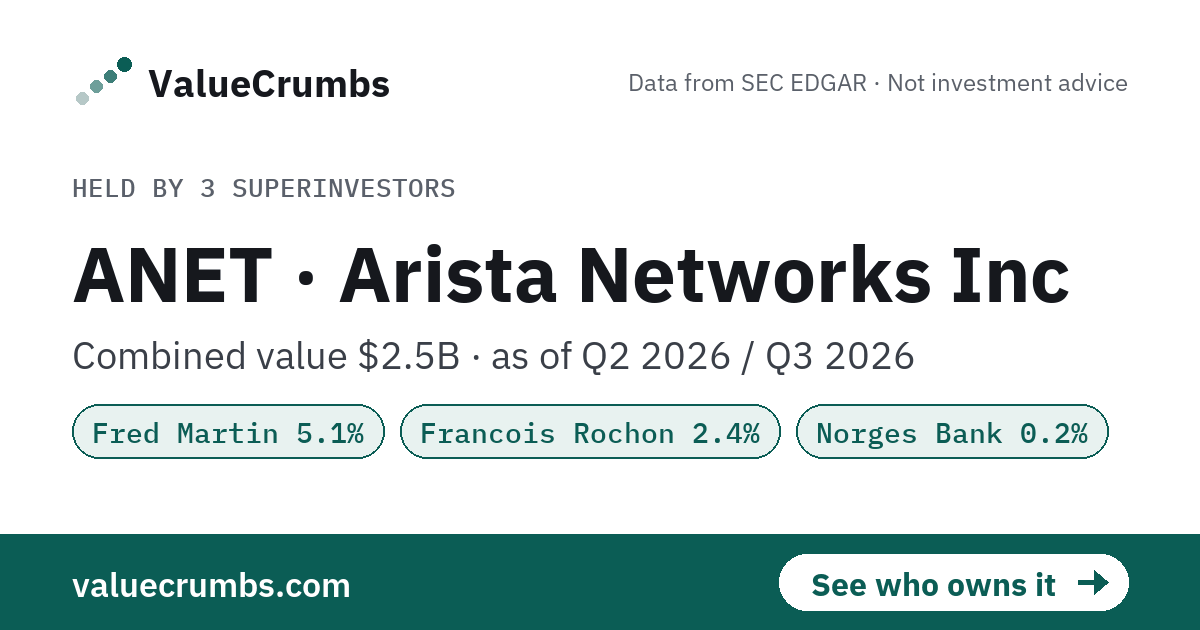 ValueCrumbs
Data from SEC EDGAR · Not investment advice
HELD BY 3 SUPERINVESTORS
ANET · Arista Networks Inc
Combined value $2.5B · as of Q2 2026 / Q3 2026
Fred Martin 5.1% Francois Rochon 2.4% Norges Bank 0.2%
valuecrumbs.com
See who owns it →